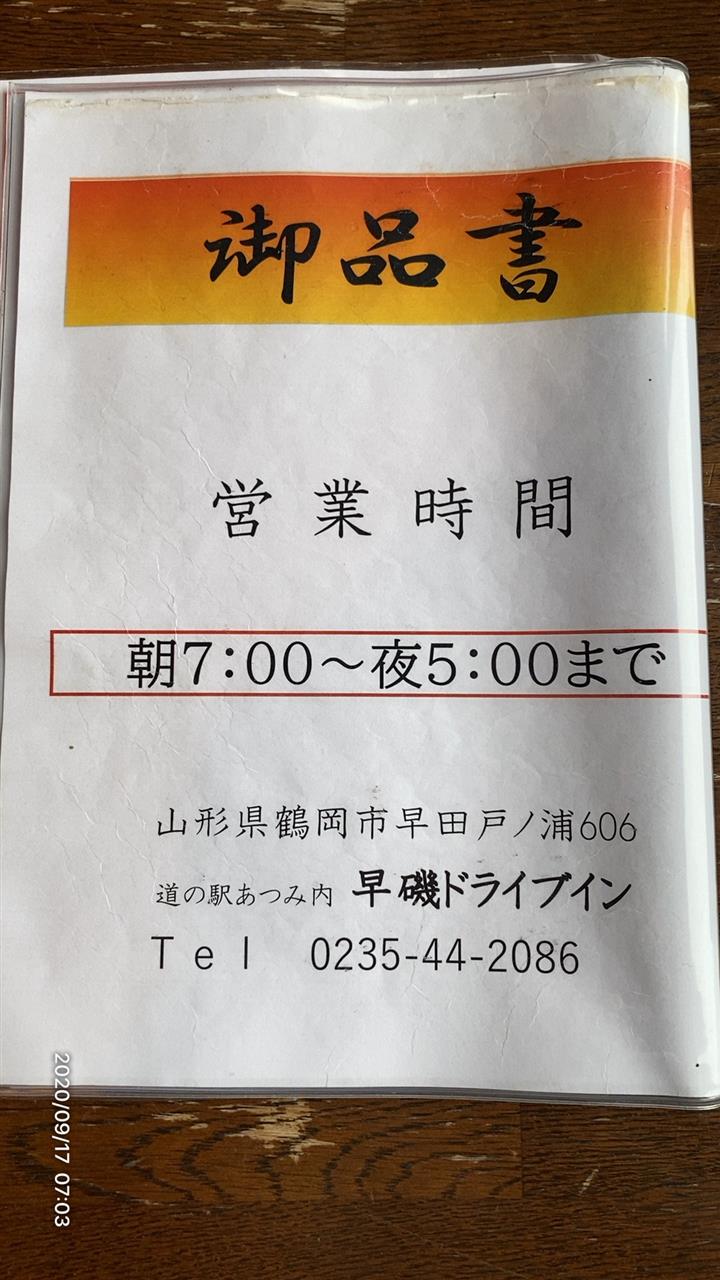 御品書
営業時間
朝7:00〜夜5:00まで
山形県鶴岡市早田戸ノ浦606
道の駅あつみ内 早磯ドライブイン
Tel 0235-44-2086
2020/09/17 07:03